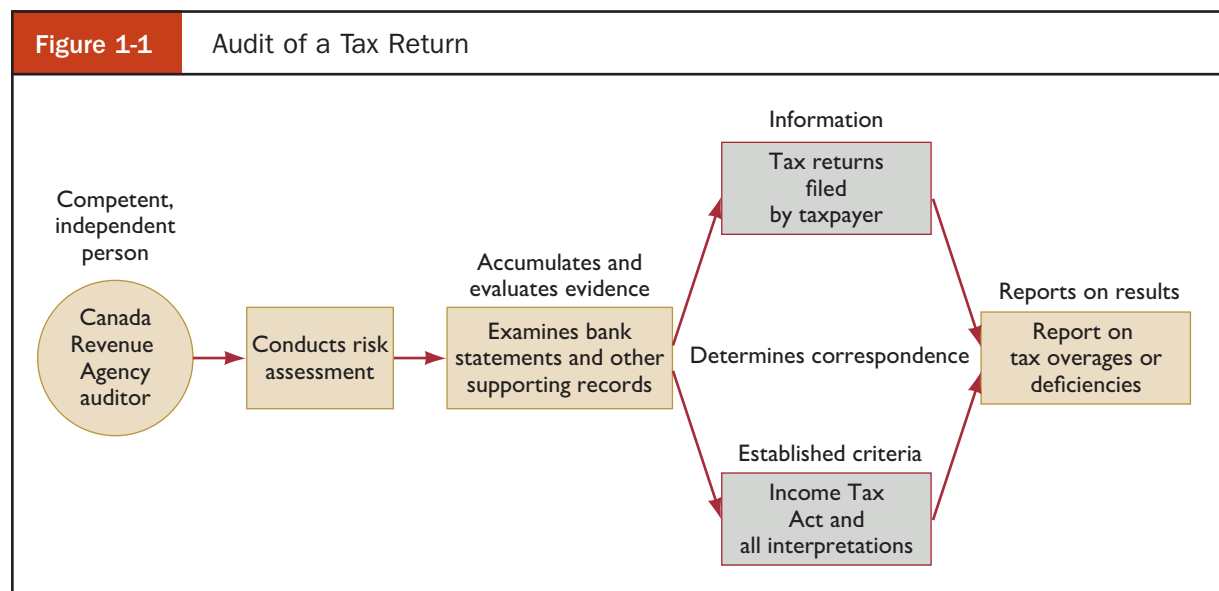 Figure 1-1
Audit of a Tax Return
Competent,
independent
person
Canada
Revenue
Agency
auditor
Conducts risk
assessment
Accumulates and
evaluates evidence
Examines bank
statements and other
supporting records
Information
Tax returns
filed
by taxpayer
Determines correspondence
Established criteria
Income Tax
Act and
all interpretations
Reports on results
Report on
tax overages or
deficiencies